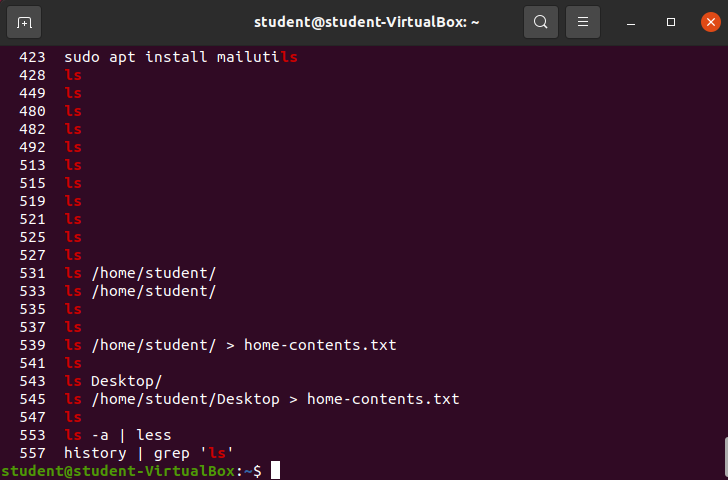 student@student-VirtualBox: ~
423 sudo apt install mailutils
428 ls
449 ls
480 ls
482 ls
492 ls
513 ls
515 ls
519 ls
521 ls
525 ls
527 ls
531 ls /home/student/
533 ls /home/student/
535 ls
537 ls
539 ls /home/student/ > home-contents.txt
541 ls
543 ls Desktop/
545 ls /home/student/Desktop > home-contents.txt
547 ls
553 ls -a | less
557 history | grep 'ls'
student@student-VirtualBox:~$